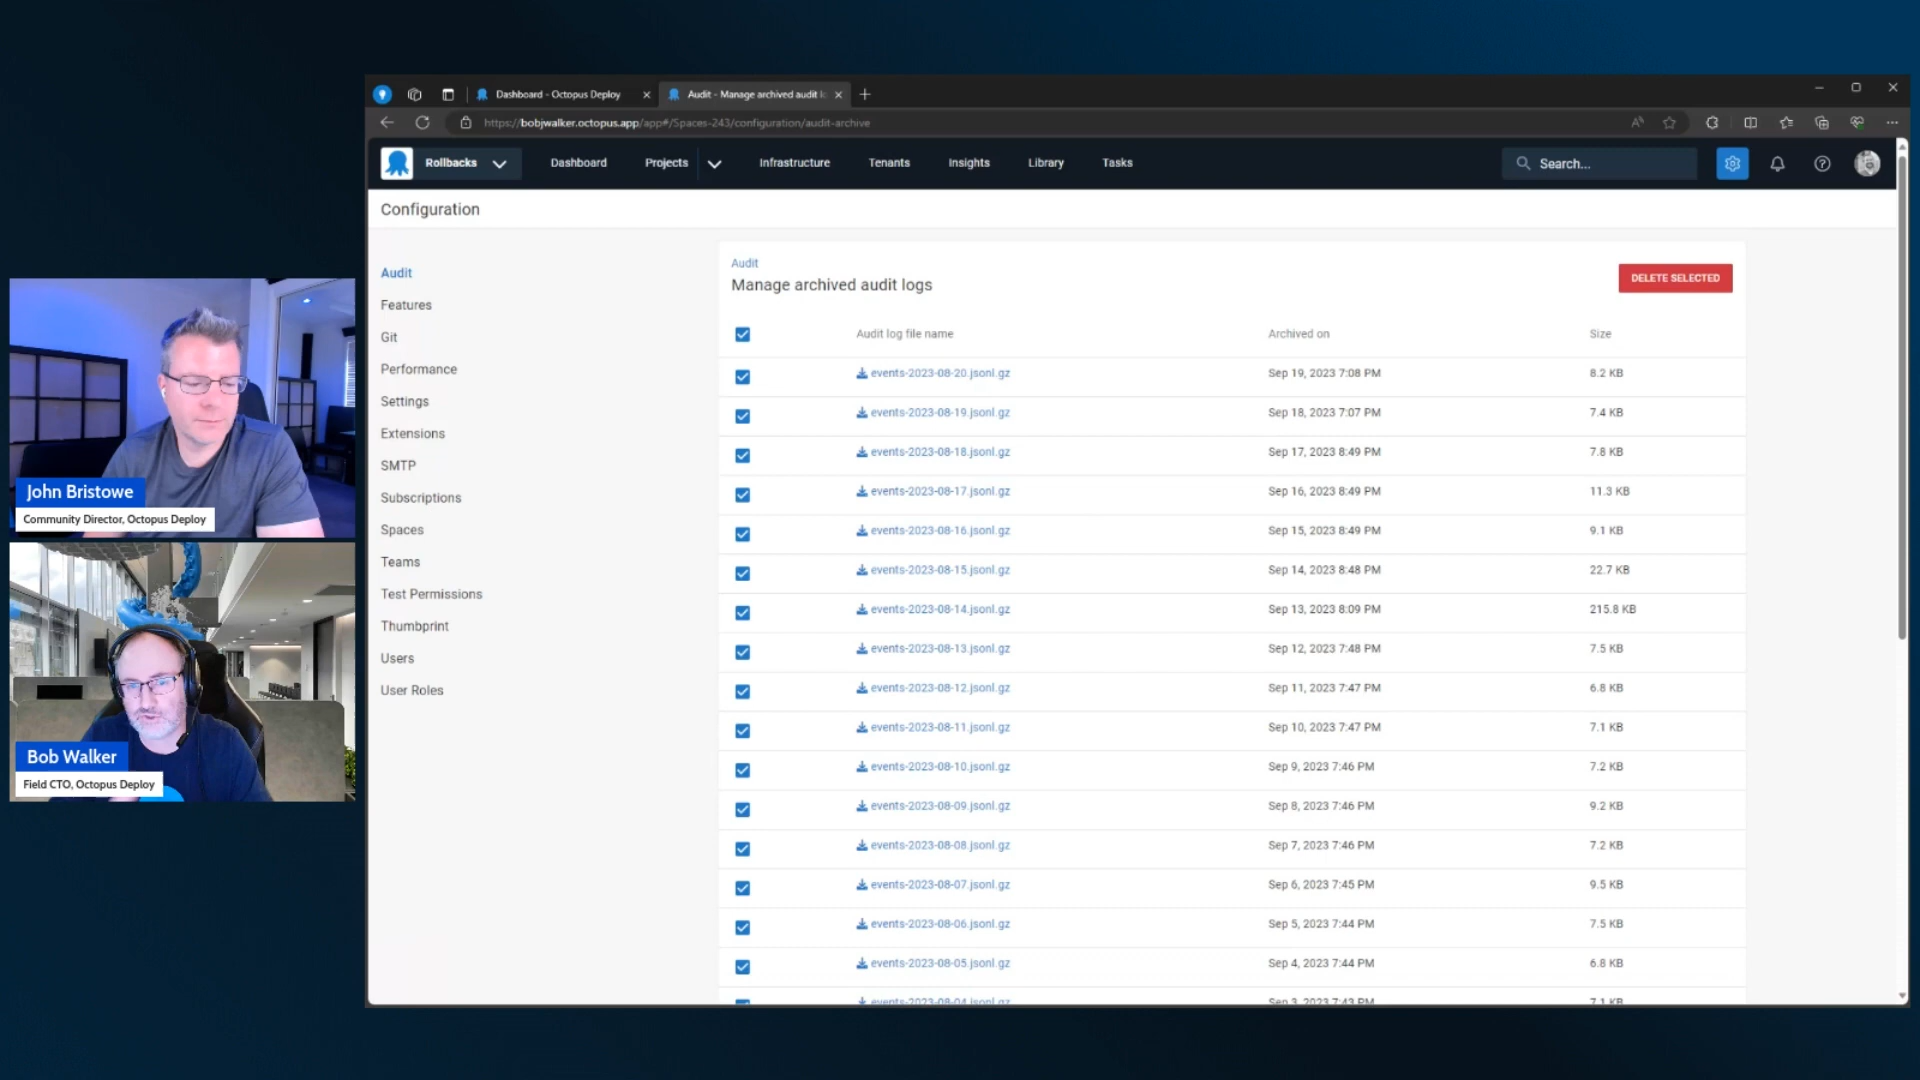 Dashboard - Octopus Deploy
Audit - Manage archived audit l
https://bobjwalker.octopus.app/app#/Spaces-243/configuration/audit-archive
Rollbacks
Dashboard
Projects
Infrastructure
Tenants
Insights
Library
Tasks
Search...
Configuration
Audit
Features
Git
Performance
Settings
Extensions
SMTP
Subscriptions
Spaces
Teams
Test Permissions
Thumbprint
Users
User Roles
Audit
Manage archived audit logs
DELETE SELECTED
Audit log file name Archived on Size
events-2023-08-20.jsonl.gz Sep 19, 2023 7:08 PM 8.2 KB
events-2023-08-19.jsonl.gz Sep 18, 2023 7:07 PM 7.4 KB
events-2023-08-18.jsonl.gz Sep 17, 2023 8:49 PM 7.8 KB
events-2023-08-17.jsonl.gz Sep 16, 2023 8:49 PM 11.3 KB
events-2023-08-16.jsonl.gz Sep 15, 2023 8:49 PM 9.1 KB
events-2023-08-15.jsonl.gz Sep 14, 2023 8:48 PM 22.7 KB
events-2023-08-14.jsonl.gz Sep 13, 2023 8:09 PM 215.8 KB
events-2023-08-13.jsonl.gz Sep 12, 2023 7:48 PM 7.5 KB
events-2023-08-12.jsonl.gz Sep 11, 2023 7:47 PM 6.8 KB
events-2023-08-11.jsonl.gz Sep 10, 2023 7:47 PM 7.1 KB
events-2023-08-10.jsonl.gz Sep 9, 2023 7:46 PM 7.2 KB
events-2023-08-09.jsonl.gz Sep 8, 2023 7:46 PM 9.2 KB
events-2023-08-08.jsonl.gz Sep 7, 2023 7:46 PM 7.2 KB
events-2023-08-07.jsonl.gz Sep 6, 2023 7:45 PM 9.5 KB
events-2023-08-06.jsonl.gz Sep 5, 2023 7:44 PM 7.5 KB
events-2023-08-05.jsonl.gz Sep 4, 2023 7:44 PM 6.8 KB
events-2023-08-04.jsonl.gz Sep 3, 2023 7:43 PM 7.1 KB
John Bristowe
Community Director, Octopus Deploy
Bob Walker
Field CTO, Octopus Deploy